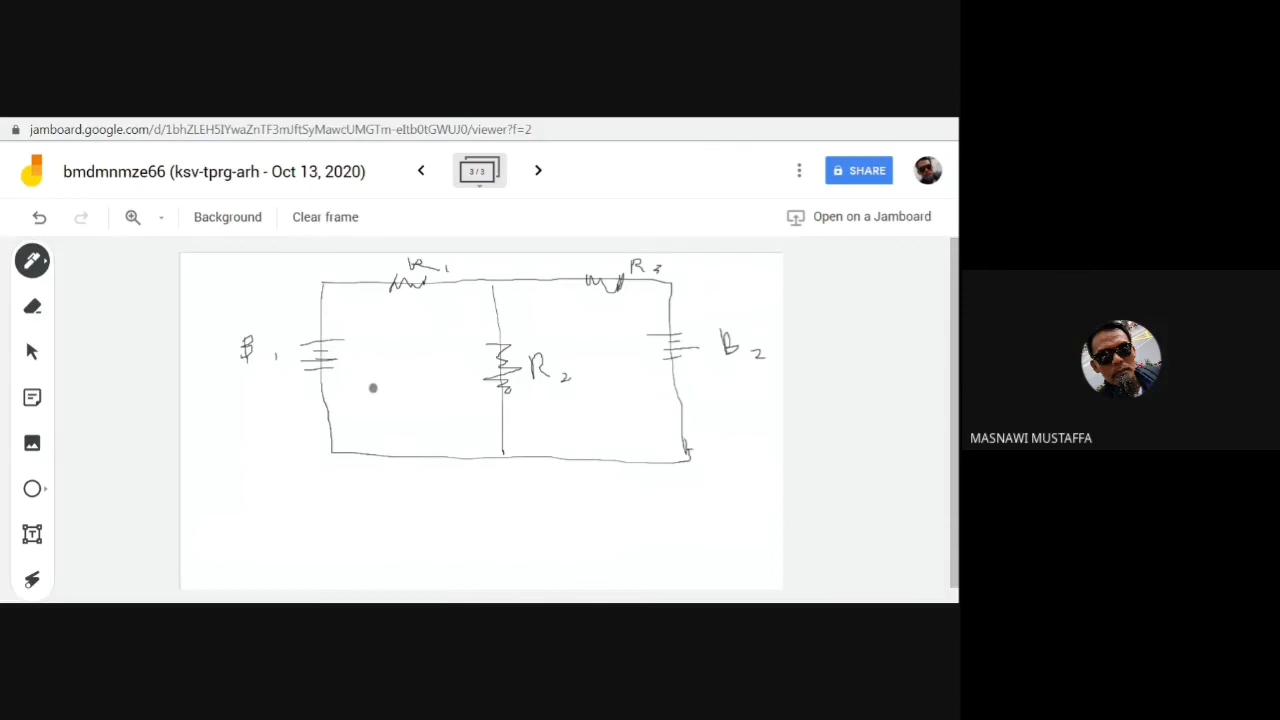 jamboard.google.com/d/1bhZLEH5IYwaZnTF3mJftSyMawcUMGTm-eItb0tGWUJ0/viewer?f=2
bmdmnmze66 (ksv-tprg-arh - Oct 13, 2020)
3 / 3
SHARE
Background
Clear frame
Open on a Jamboard
R1
R3
B1
R2
B2
MASNAWI MUSTAFFA